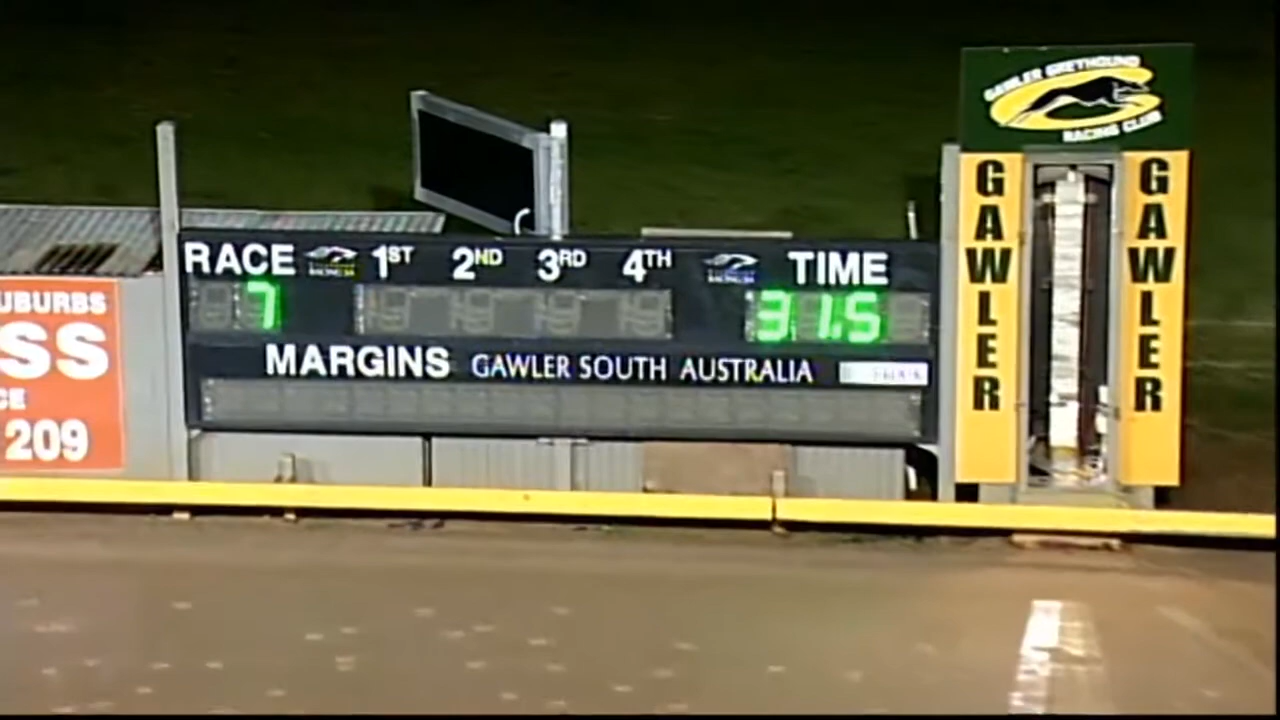 GAWLER GREYHOUND
RACING CLUB
GAWLER
GAWLER
RACE 1ST 2ND 3RD 4TH TIME
7 31.5
MARGINS GAWLER SOUTH AUSTRALIA
UBURBS
SS
CE
209